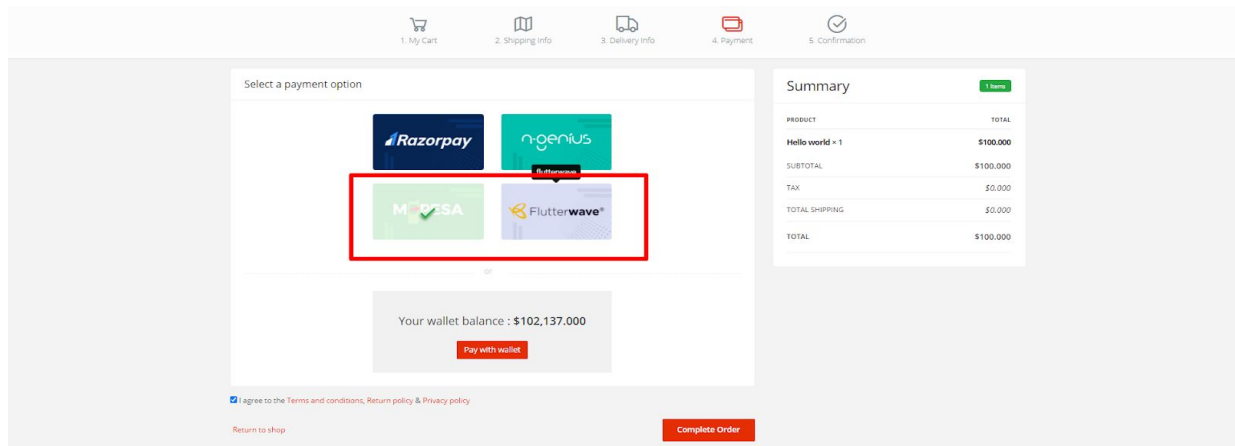 1. My Cart 2. Shipping info 3. Delivery info 4. Payment 5. Confirmation
Select a payment option
Razorpay n-genius
flutterwave
Flutterwave®
or
Your wallet balance : $102,137.000
Pay with wallet
I agree to the Terms and conditions, Return policy & Privacy policy
Return to shop Complete Order
Summary 1 Items
PRODUCT TOTAL
Hello world × 1 $100.000
SUBTOTAL $100.000
TAX $0.000
TOTAL SHIPPING $0.000
TOTAL $100.000